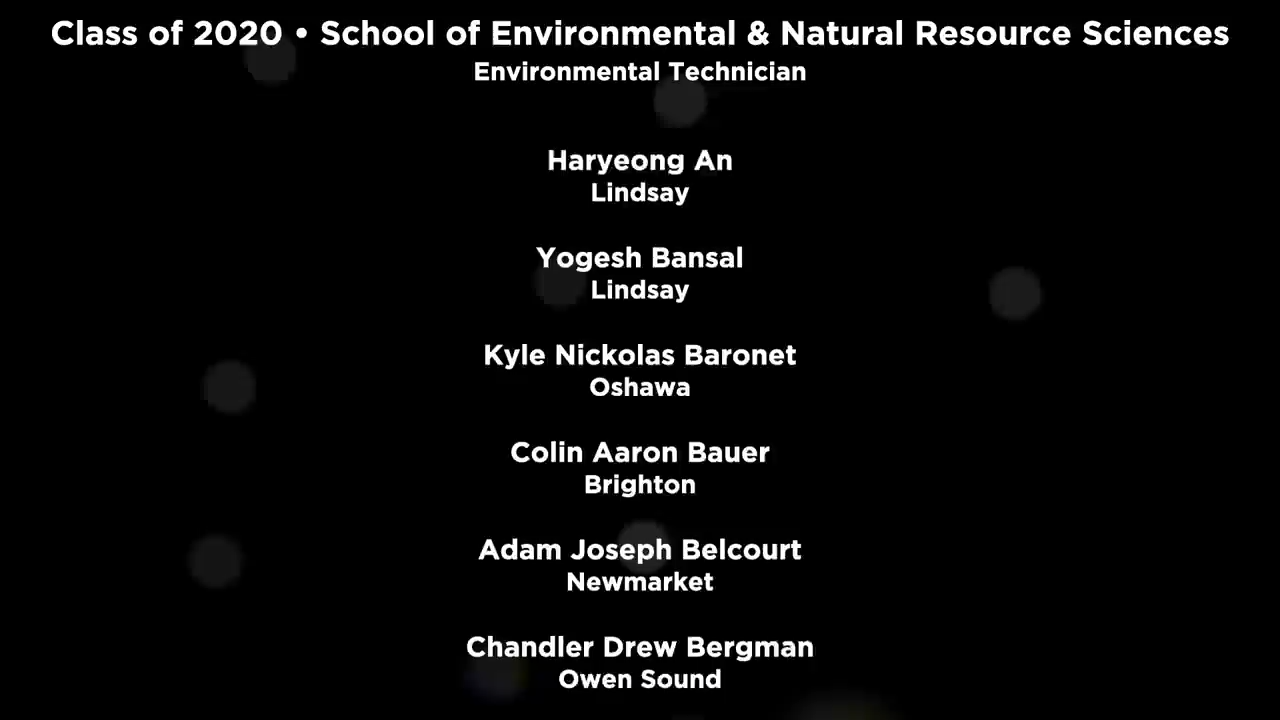 Class of 2020 • School of Environmental & Natural Resource Sciences
Environmental Technician
Haryeong An
Lindsay
Yogesh Bansal
Lindsay
Kyle Nickolas Baronet
Oshawa
Colin Aaron Bauer
Brighton
Adam Joseph Belcourt
Newmarket
Chandler Drew Bergman
Owen Sound